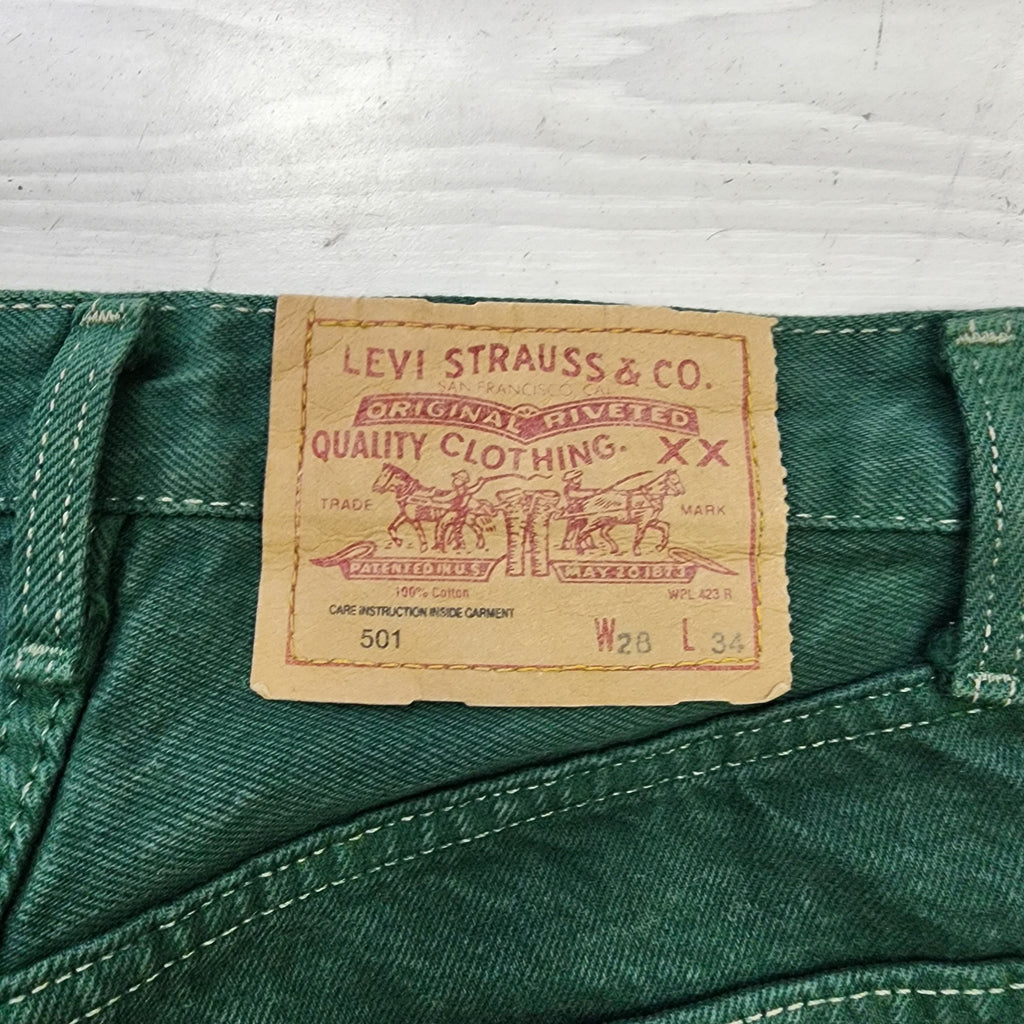 LEVI STRAUSS & CO.
SAN FRANCISCO, CAL
ORIGINAL RIVETED
QUALITY CLOTHING. XX
TRADE MARK
PATENTED IN U.S. MAY 20 1873
100% Cotton WPL 423 R
CARE INSTRUCTION INSIDE GARMENT
501 W28 L 34